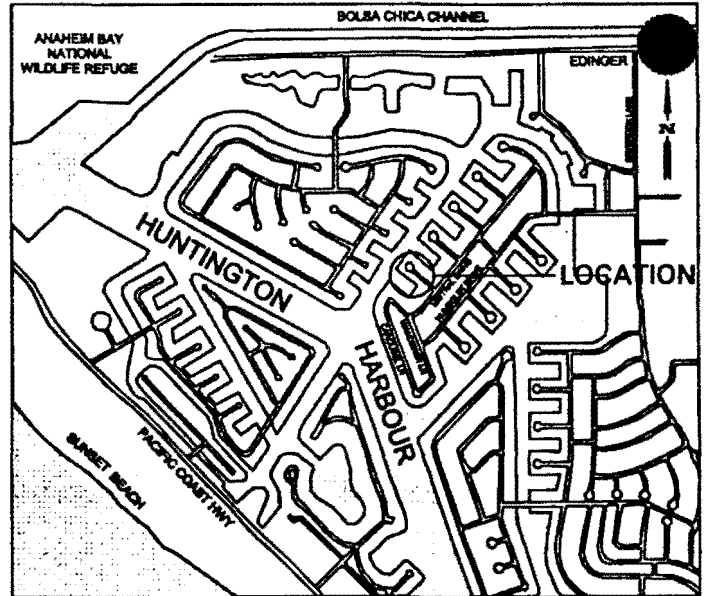 BOLSA CHICA CHANNEL
ANAHEIM BAY
NATIONAL
WILDLIFE REFUGE
EDINGER
N
HUNTINGTON
LOCATION
HARBOUR
SUNSET BEACH
PACIFIC COAST HWY